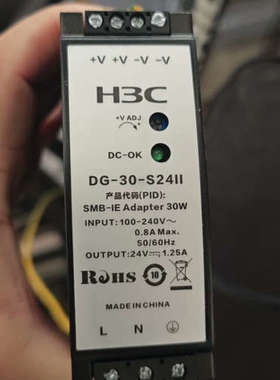 +V +V -V -V
H3C
+V ADJ
DC-OK
DG-30-S24II
产品代码(PID):
SMB-IE Adapter 30W
INPUT: 100-240V～
0.8A Max.
50/60Hz
OUTPUT: 24V⎓1.25A
RoHS 10
MADE IN CHINA
L N